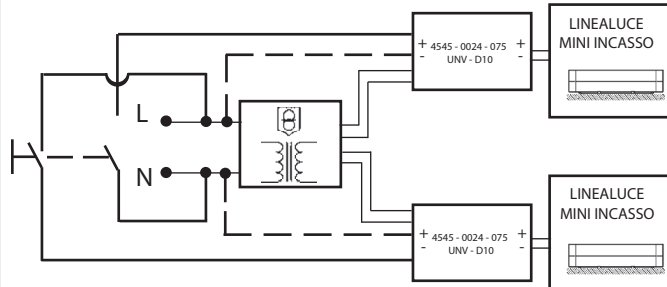 LINEALUCE
MINI INCASSO
+ 4545 - 0024 - 075 +
- UNV - D10 -
L
N
LINEALUCE
MINI INCASSO
+ 4545 - 0024 - 075 +
- UNV - D10 -